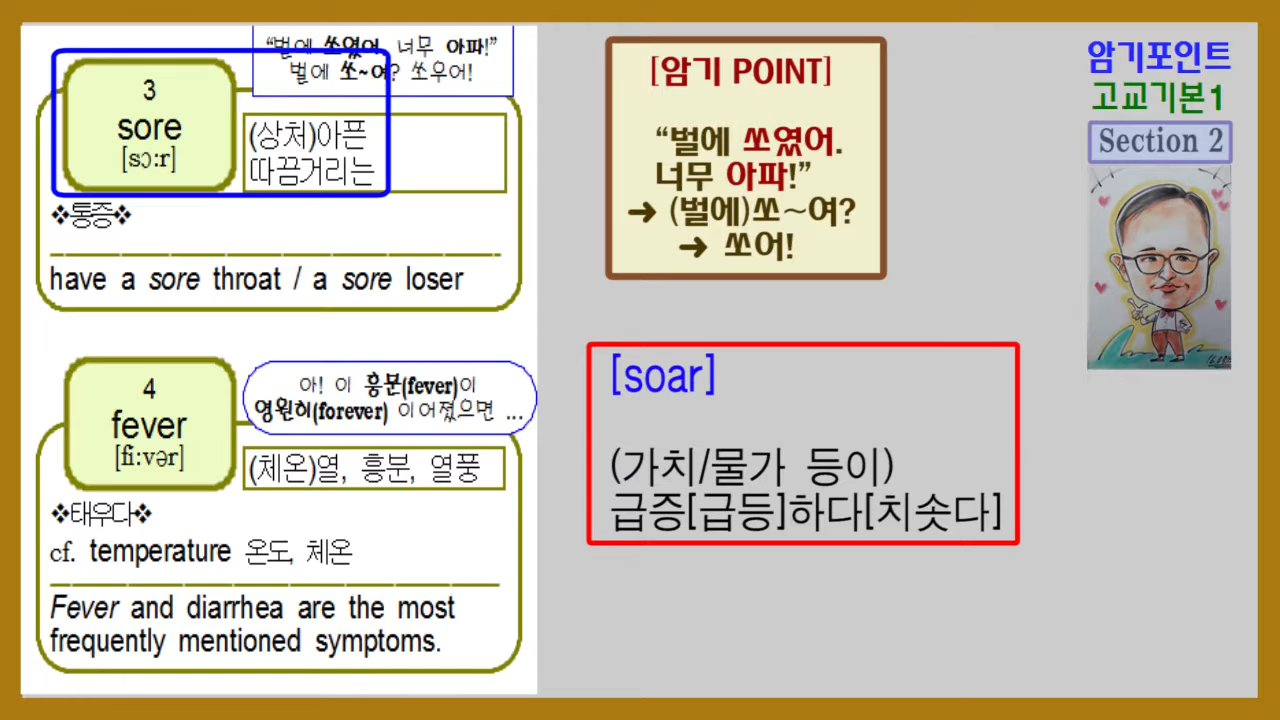 “벌에 쏘였어. 너무 아파!”
벌에 쏘~여? 쏘우어!
3
sore
[sɔːr]
(상처)아픈
따끔거리는
❖통증❖
have a sore throat / a sore loser
4
fever
[fiːvər]
아! 이 흥분(fever)이
영원히(forever) 이어졌으면 ...
(체온)열, 흥분, 열풍
❖태우다❖
cf. temperature 온도, 체온
Fever and diarrhea are the most
frequently mentioned symptoms.
[암기 POINT]
“벌에 쏘였어.
너무 아파!”
➜ (벌에)쏘~여?
➜ 쏘어!
[soar]
(가치/물가 등이)
급증[급등]하다[치솟다]
암기포인트
고교기본1
Section 2